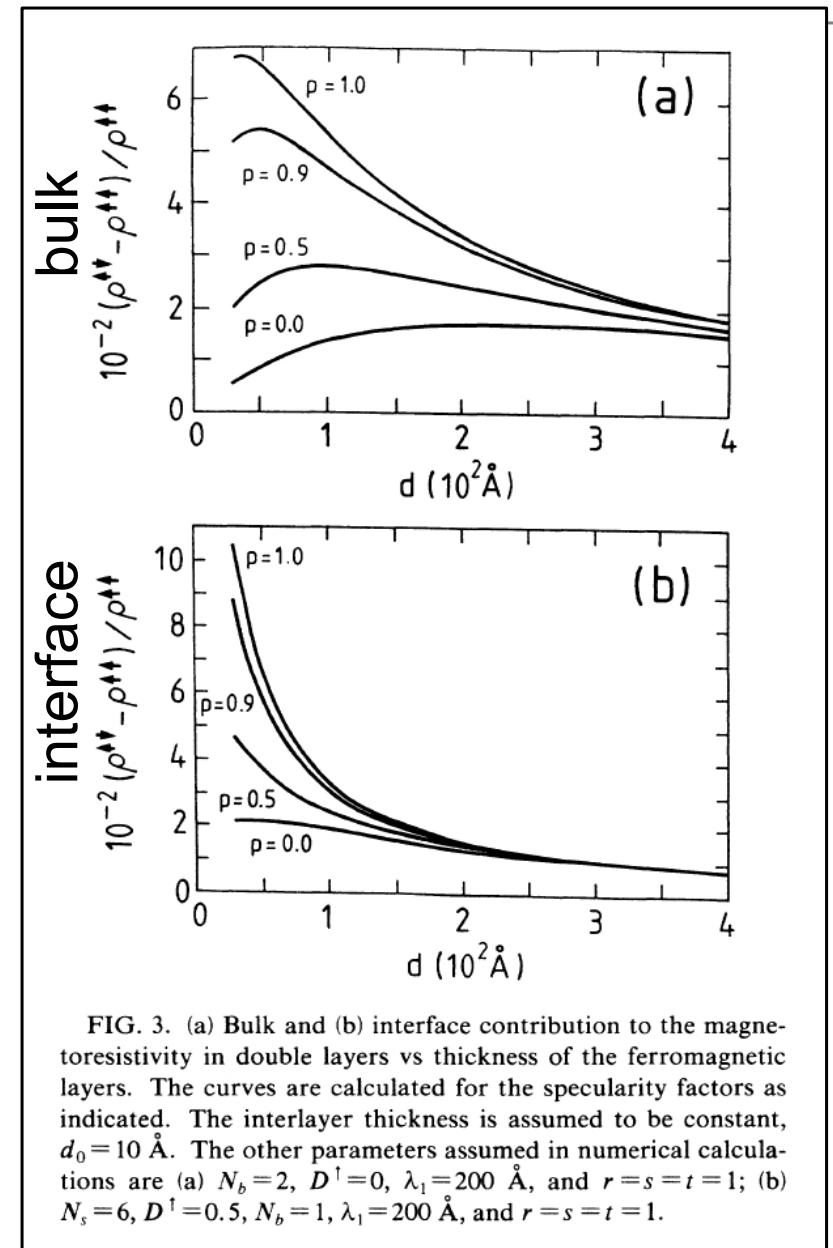 bulk
10⁻² (ρ↑↓ − ρ↑↑) / ρ↑↑
(a)
6
4
2
0
p = 1.0
p = 0.9
p = 0.5
p = 0.0
0 1 2 3 4
d (10²Å)
interface
10⁻² (ρ↑↓ − ρ↑↑) / ρ↑↑
(b)
10
8
6
4
2
0
p=1.0
p=0.9
p=0.5
p=0.0
0 1 2 3 4
d (10²Å)
FIG. 3. (a) Bulk and (b) interface contribution to the magne-
toresistivity in double layers vs thickness of the ferromagnetic
layers. The curves are calculated for the specularity factors as
indicated. The interlayer thickness is assumed to be constant,
d₀ = 10 Å. The other parameters assumed in numerical calcula-
tions are (a) N_b = 2, D↑ = 0, λ₁ = 200 Å, and r = s = t = 1; (b)
N_s = 6, D↑ = 0.5, N_b = 1, λ₁ = 200 Å, and r = s = t = 1.